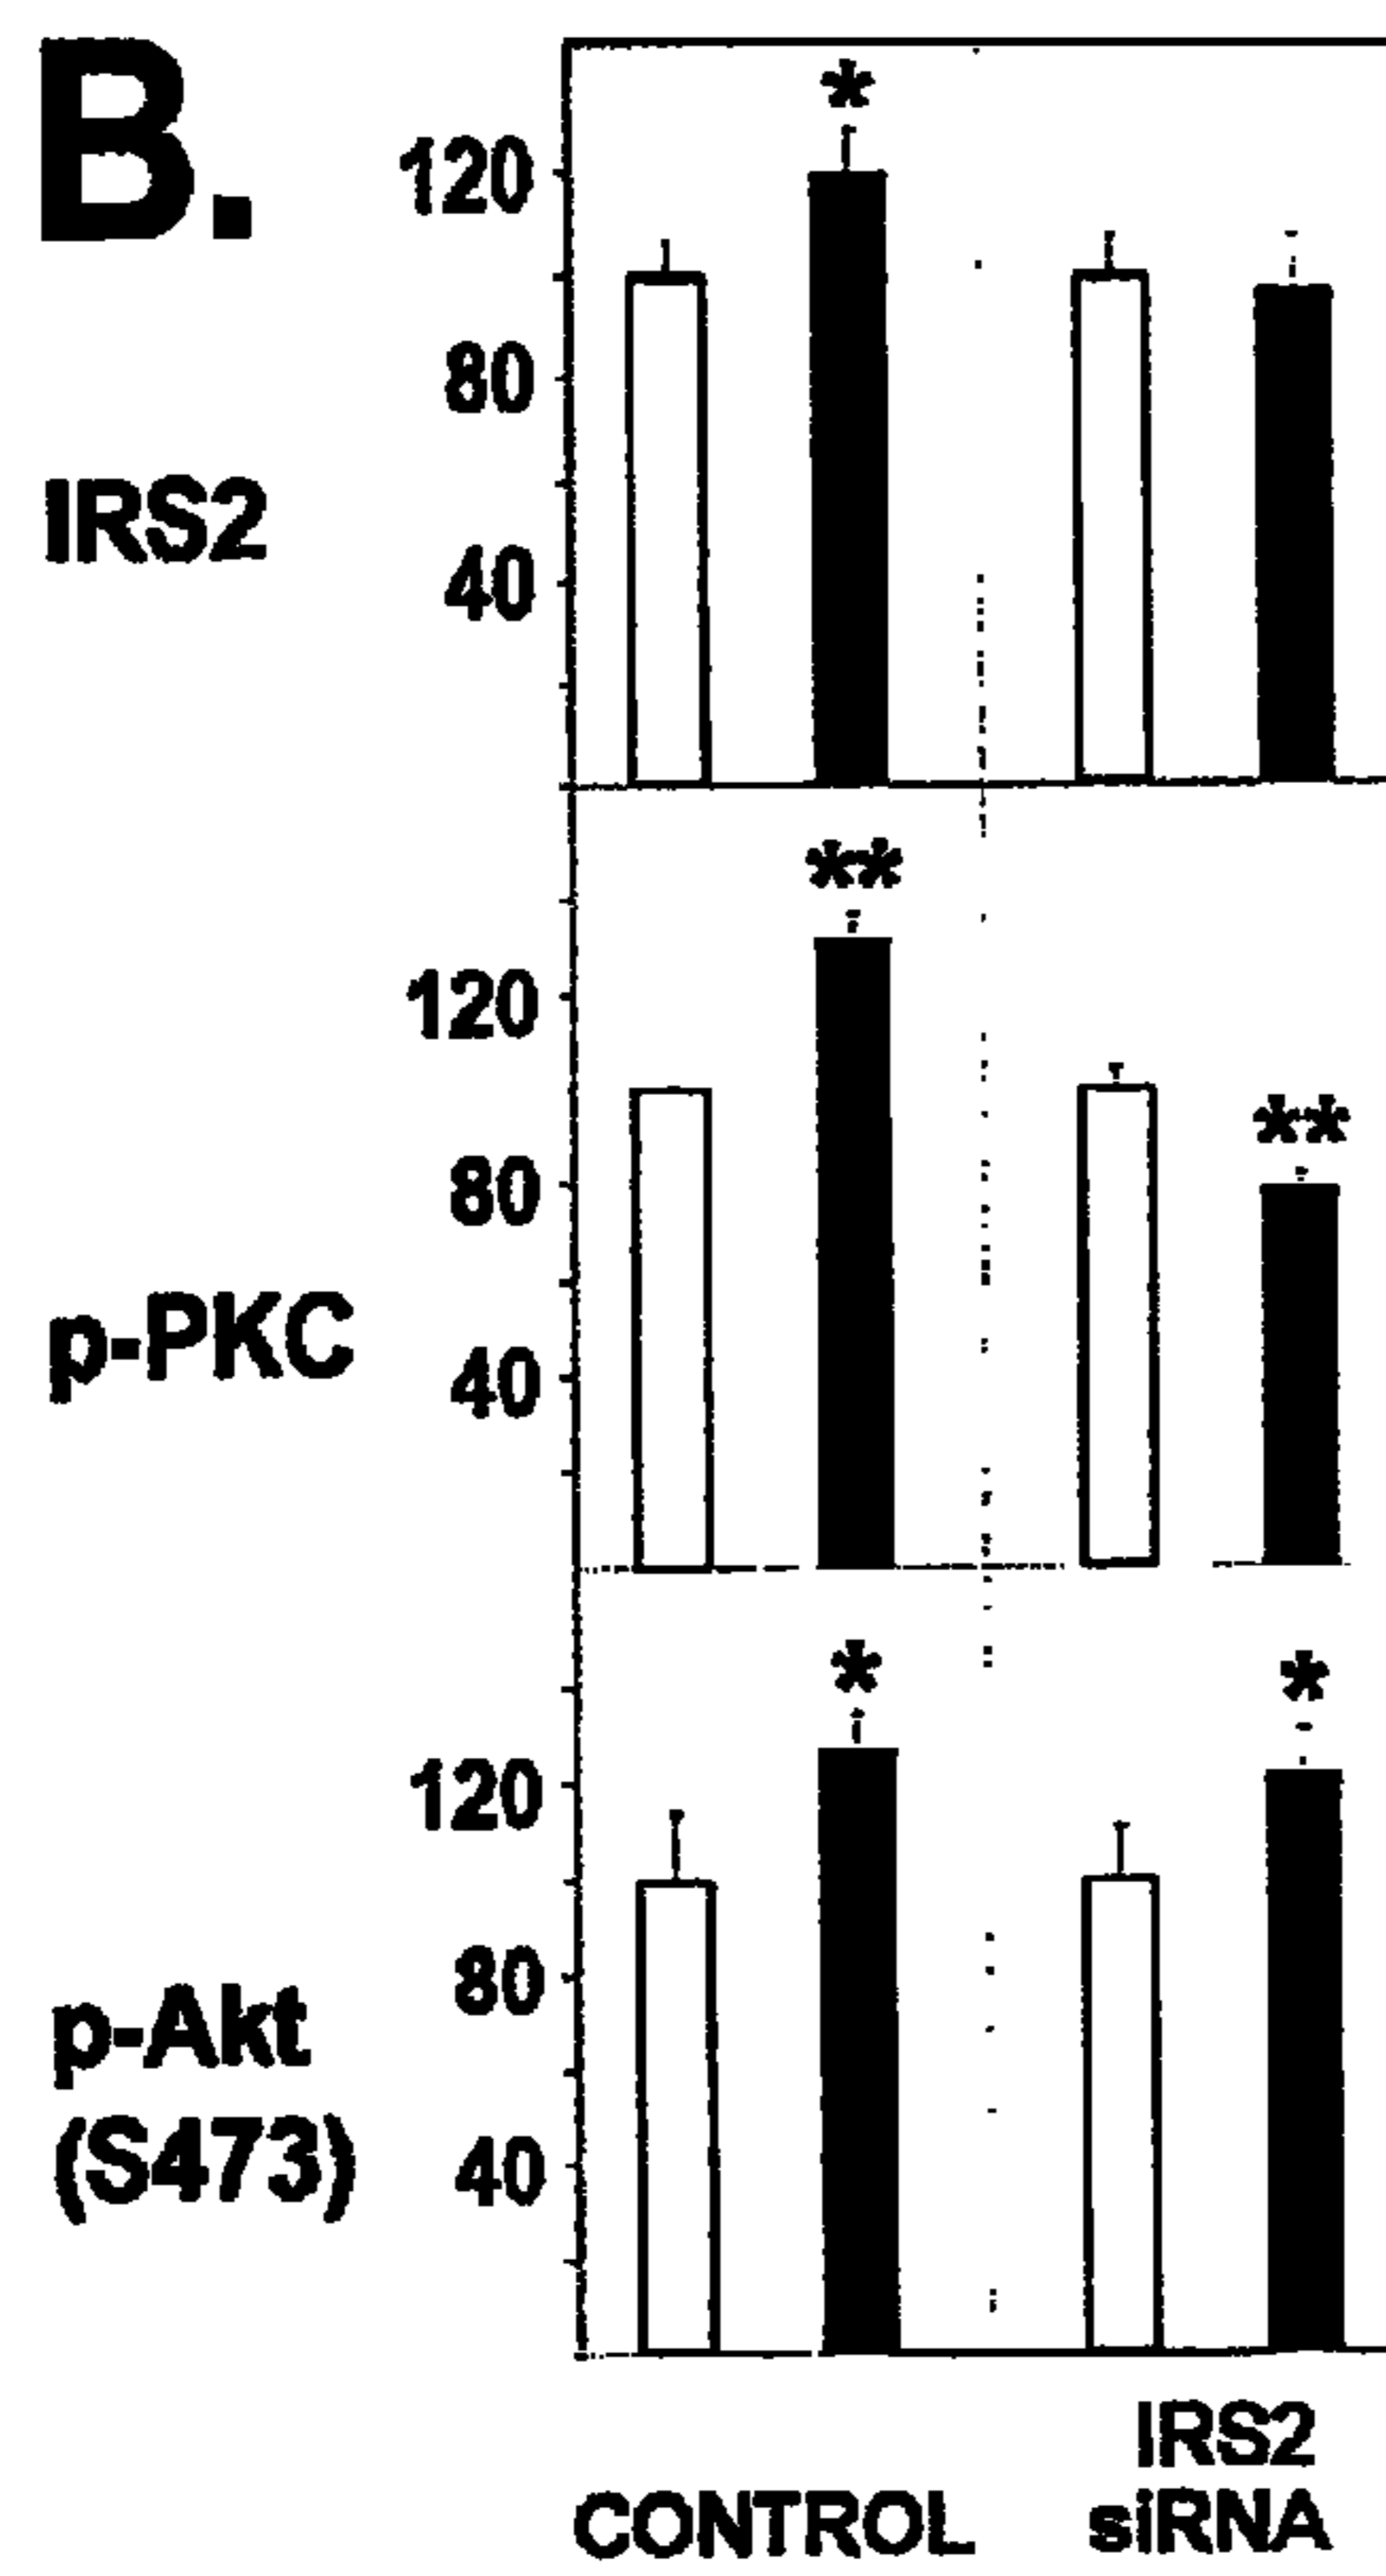 B.
*
120
80
IRS2
40
**
120
**
80
p-PKC
40
*
*
120
80
p-Akt
(S473)
40
IRS2
CONTROL siRNA